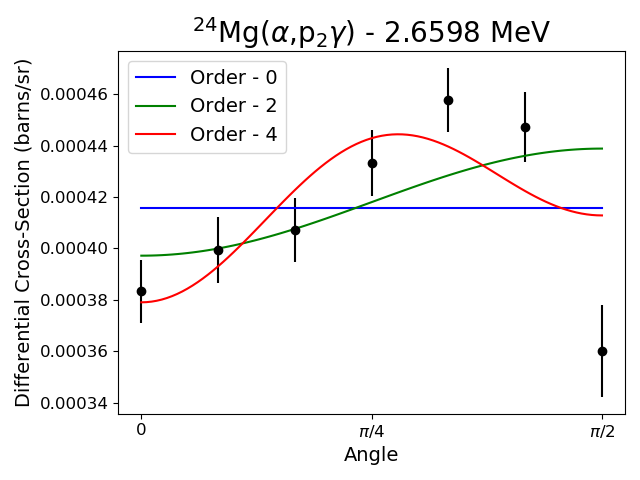 ²⁴Mg(α,p₂γ) - 2.6598 MeV
Order - 0
Order - 2
Order - 4
Differential Cross-Section (barns/sr)
0.00046
0.00044
0.00042
0.00040
0.00038
0.00036
0.00034
0 π/4 π/2
Angle